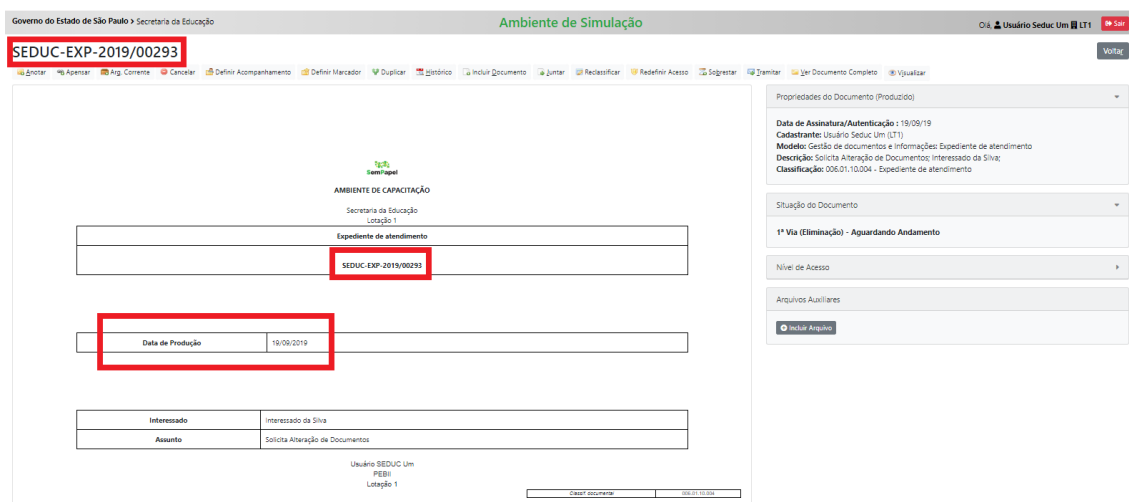 Governo do Estado de São Paulo > Secretaria da Educação Ambiente de Simulação Olá, Usuário Seduc Um LT1 Sair
SEDUC-EXP-2019/00293 Voltar
Anotar Apensar Arq. Corrente Cancelar Definir Acompanhamento Definir Marcador Duplicar Histórico Incluir Documento Juntar Reclassificar Redefinir Acesso Sobrestar Tramitar Ver Documento Completo Visualizar
SemPapel
AMBIENTE DE CAPACITAÇÃO
Secretaria da Educação
Lotação 1
Expediente de atendimento
SEDUC-EXP-2019/00293
Data de Produção 19/09/2019
Interessado Interessado da Silva
Assunto Solicita Alteração de Documentos
Usuário SEDUC Um
PEBII
Lotação 1
Classif. documental 006.01.10.004
Propriedades do Documento (Produzido)
Data de Assinatura/Autenticação : 19/09/19
Cadastrante: Usuário Seduc Um (LT1)
Modelo: Gestão de documentos e Informações: Expediente de atendimento
Descrição: Solicita Alteração de Documentos; Interessado da Silva;
Classificação: 006.01.10.004 - Expediente de atendimento
Situação do Documento
1ª Via (Eliminação) - Aguardando Andamento
Nível de Acesso
Arquivos Auxiliares
Incluir Arquivo